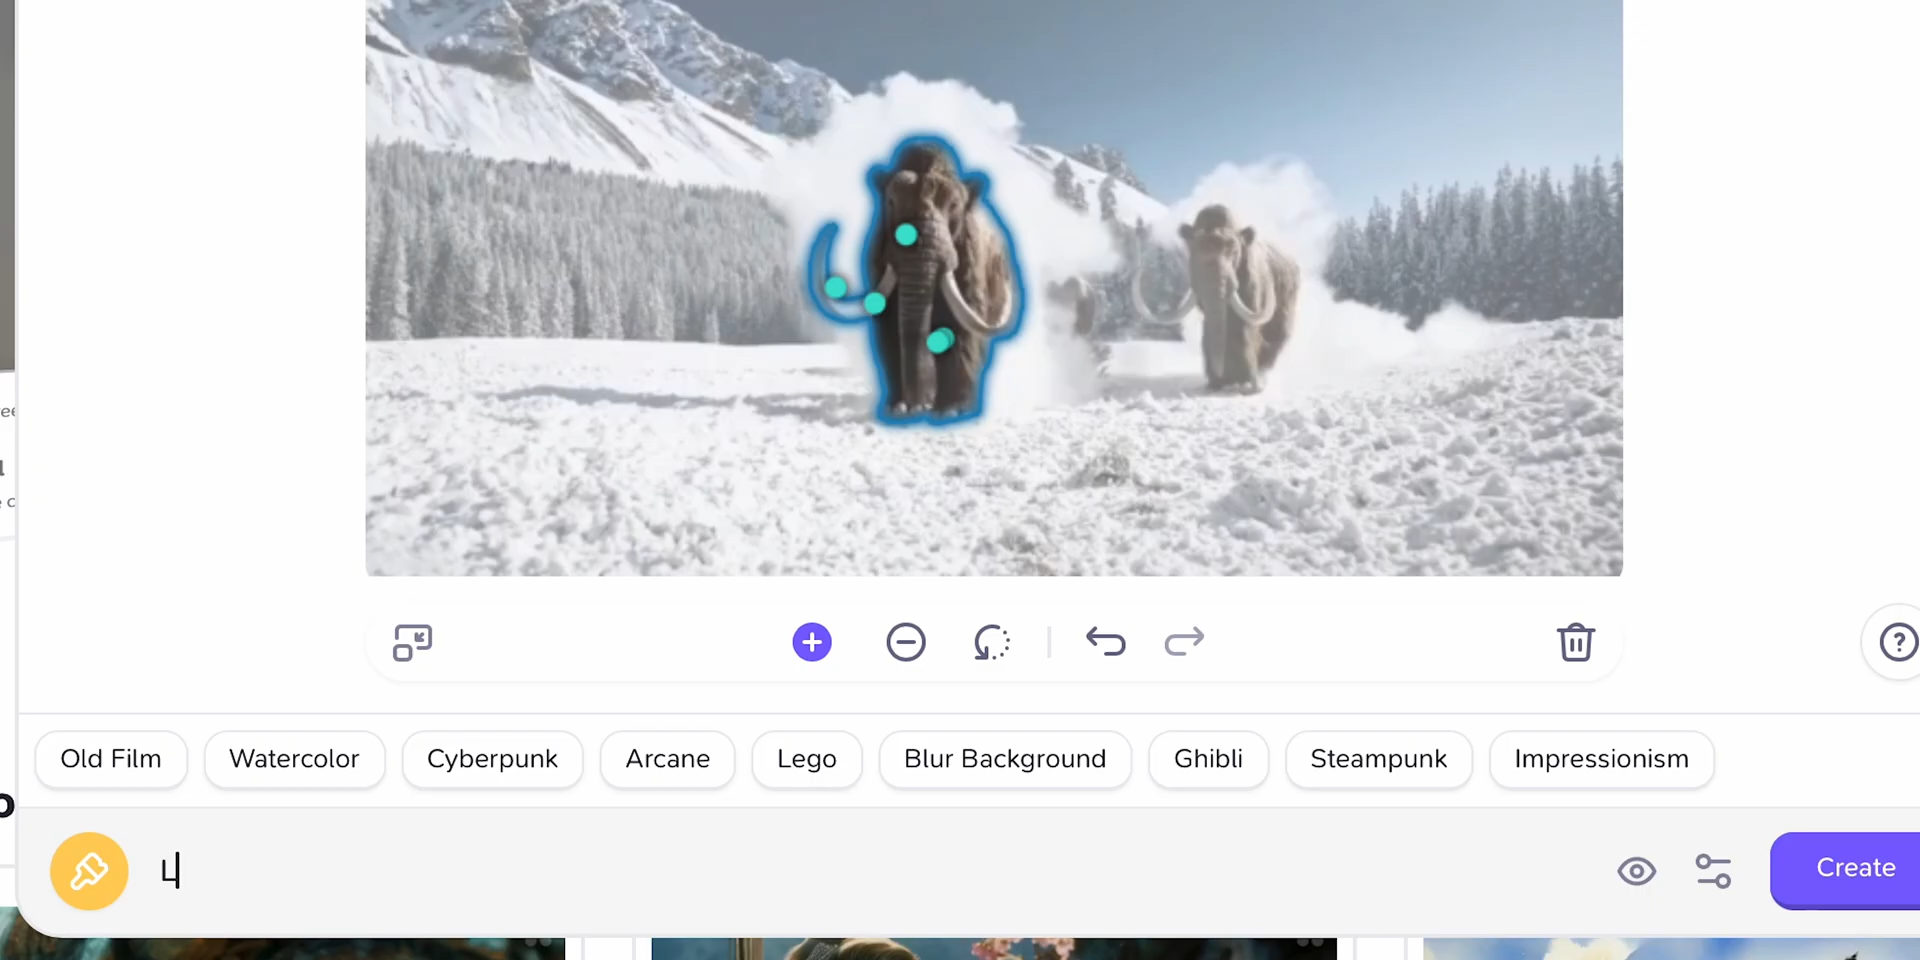 Old Film
Watercolor
Cyberpunk
Arcane
Lego
Blur Background
Ghibli
Steampunk
Impressionism
Create